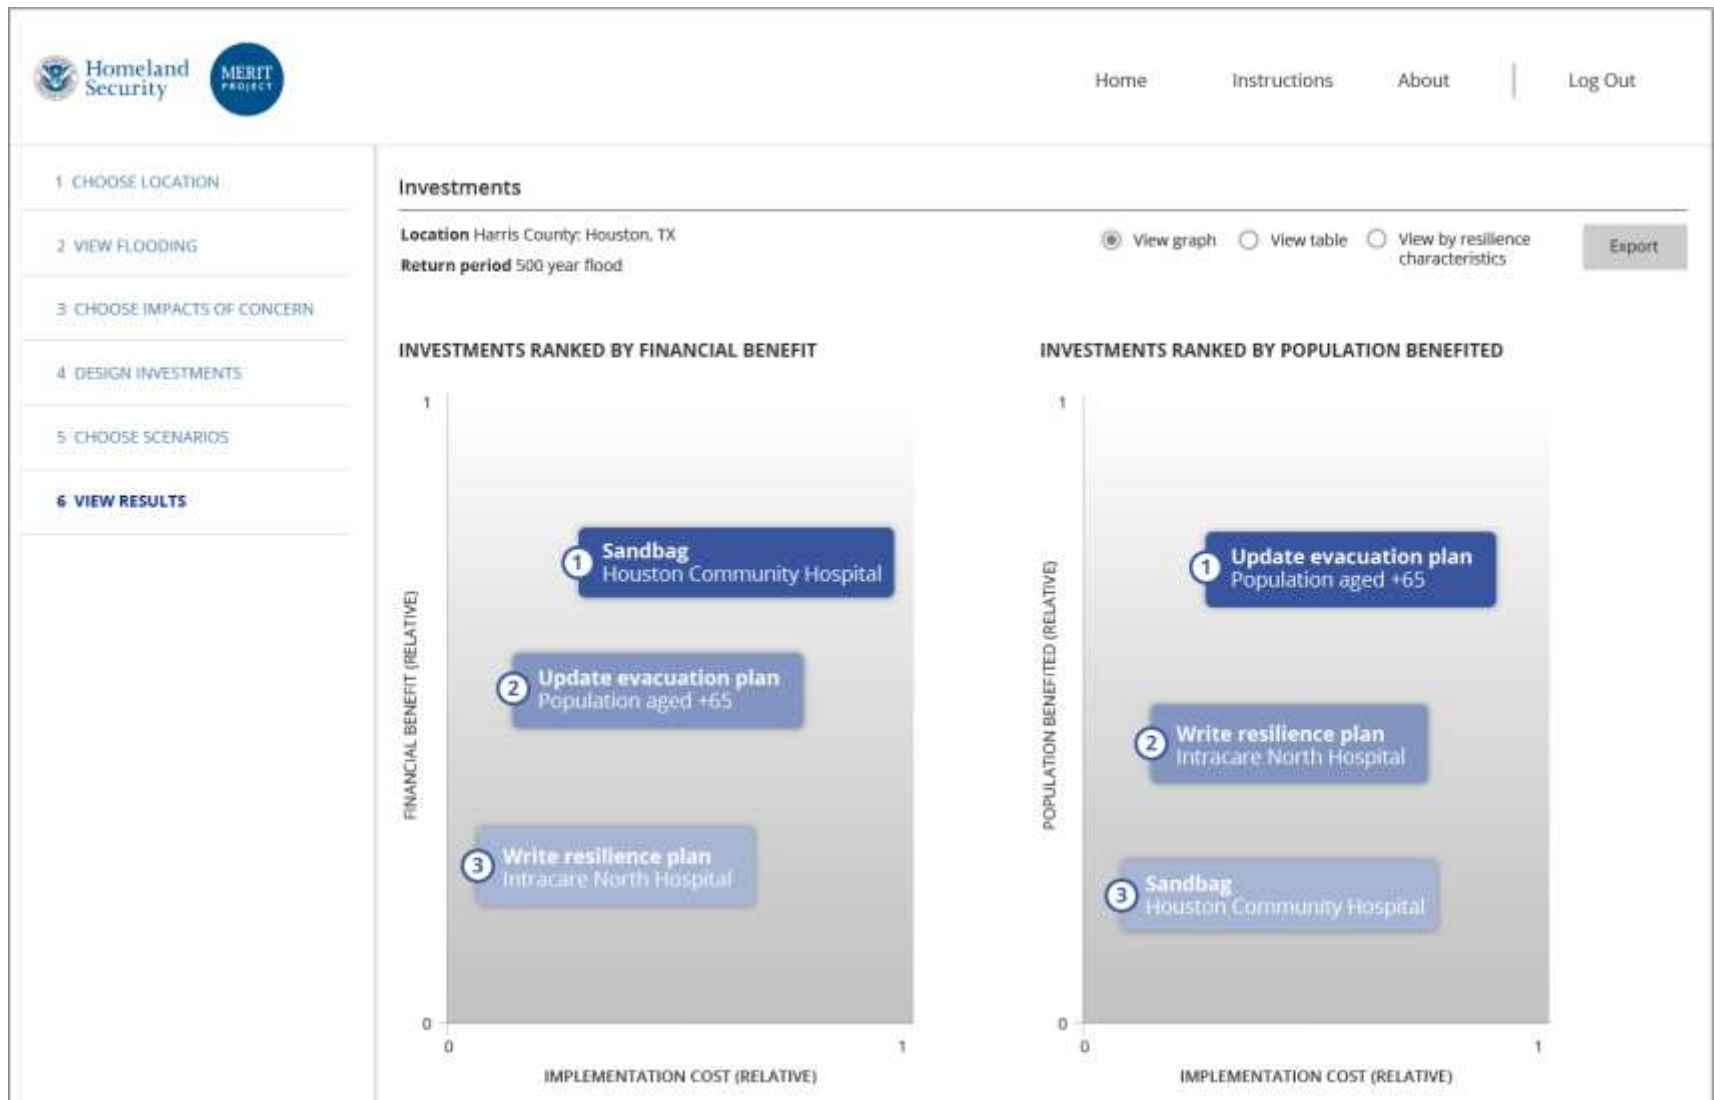 Homeland
Security
MERIT
PROJECT
Home Instructions About Log Out
1 CHOOSE LOCATION
2 VIEW FLOODING
3 CHOOSE IMPACTS OF CONCERN
4 DESIGN INVESTMENTS
5 CHOOSE SCENARIOS
6 VIEW RESULTS
Investments
Location Harris County: Houston, TX
Return period 500 year flood
View graph View table View by resilience
characteristics
Export
INVESTMENTS RANKED BY FINANCIAL BENEFIT
1
FINANCIAL BENEFIT (RELATIVE)
1 Sandbag
Houston Community Hospital
2 Update evacuation plan
Population aged +65
3 Write resilience plan
Intracare North Hospital
0
0 1
IMPLEMENTATION COST (RELATIVE)
INVESTMENTS RANKED BY POPULATION BENEFITED
1
POPULATION BENEFITED (RELATIVE)
1 Update evacuation plan
Population aged +65
2 Write resilience plan
Intracare North Hospital
3 Sandbag
Houston Community Hospital
0
0 1
IMPLEMENTATION COST (RELATIVE)